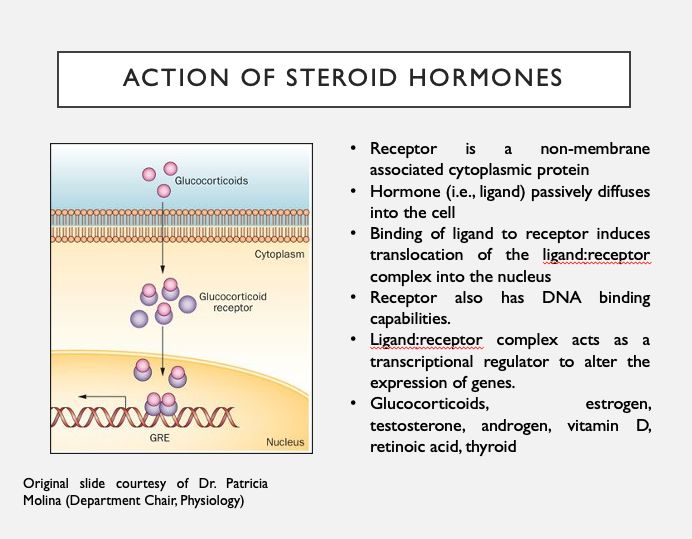 ACTION OF STEROID HORMONES
Glucocorticoids
Cytoplasm
Glucocorticoid
receptor
GRE
Nucleus
Original slide courtesy of Dr. Patricia
Molina (Department Chair, Physiology)
• Receptor is a non-membrane
associated cytoplasmic protein
• Hormone (i.e., ligand) passively diffuses
into the cell
• Binding of ligand to receptor induces
translocation of the ligand:receptor
complex into the nucleus
• Receptor also has DNA binding
capabilities.
• Ligand:receptor complex acts as a
transcriptional regulator to alter the
expression of genes.
• Glucocorticoids, estrogen,
testosterone, androgen, vitamin D,
retinoic acid, thyroid